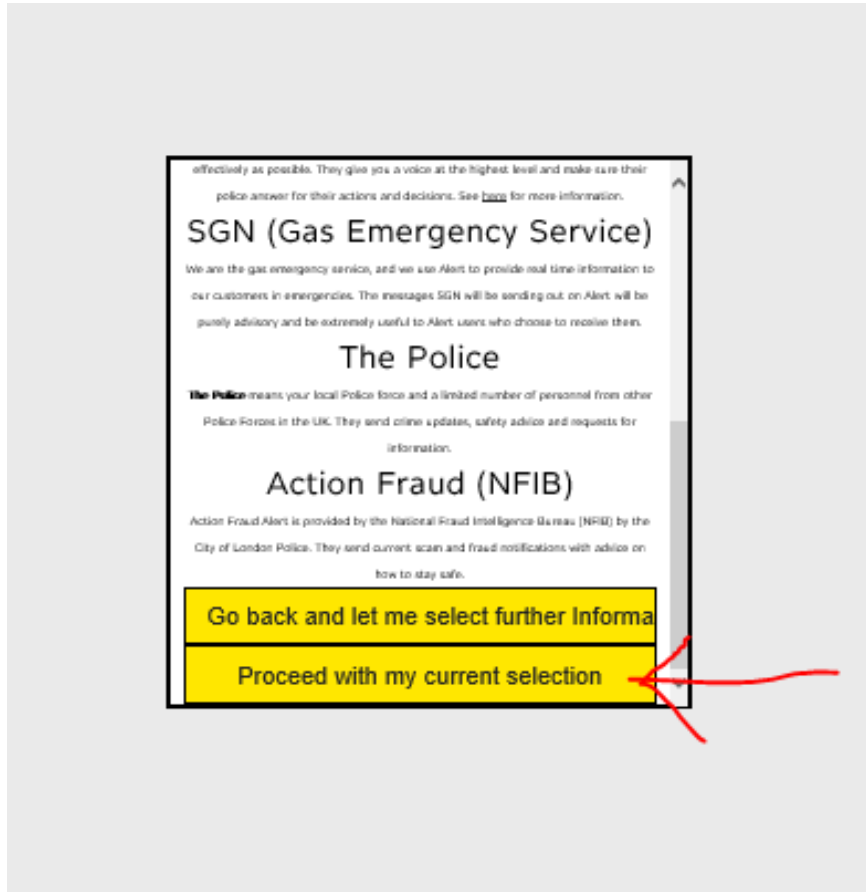 effectively as possible. They give you a voice at the highest level and make sure their
police answer for their actions and decisions. See here for more information.
SGN (Gas Emergency Service)
We are the gas emergency service, and we use Alert to provide real time information to
our customers in emergencies. The messages SGN will be sending out on Alert will be
purely advisory and be extremely useful to Alert users who choose to receive them.
The Police
The Police means your local Police force and a limited number of personnel from other
Police Forces in the UK. They send crime updates, safety advice and requests for
information.
Action Fraud (NFIB)
Action Fraud Alert is provided by the National Fraud Intelligence Bureau (NFIB) by the
City of London Police. They send current scam and fraud notifications with advice on
how to stay safe.
Go back and let me select further Informa
Proceed with my current selection